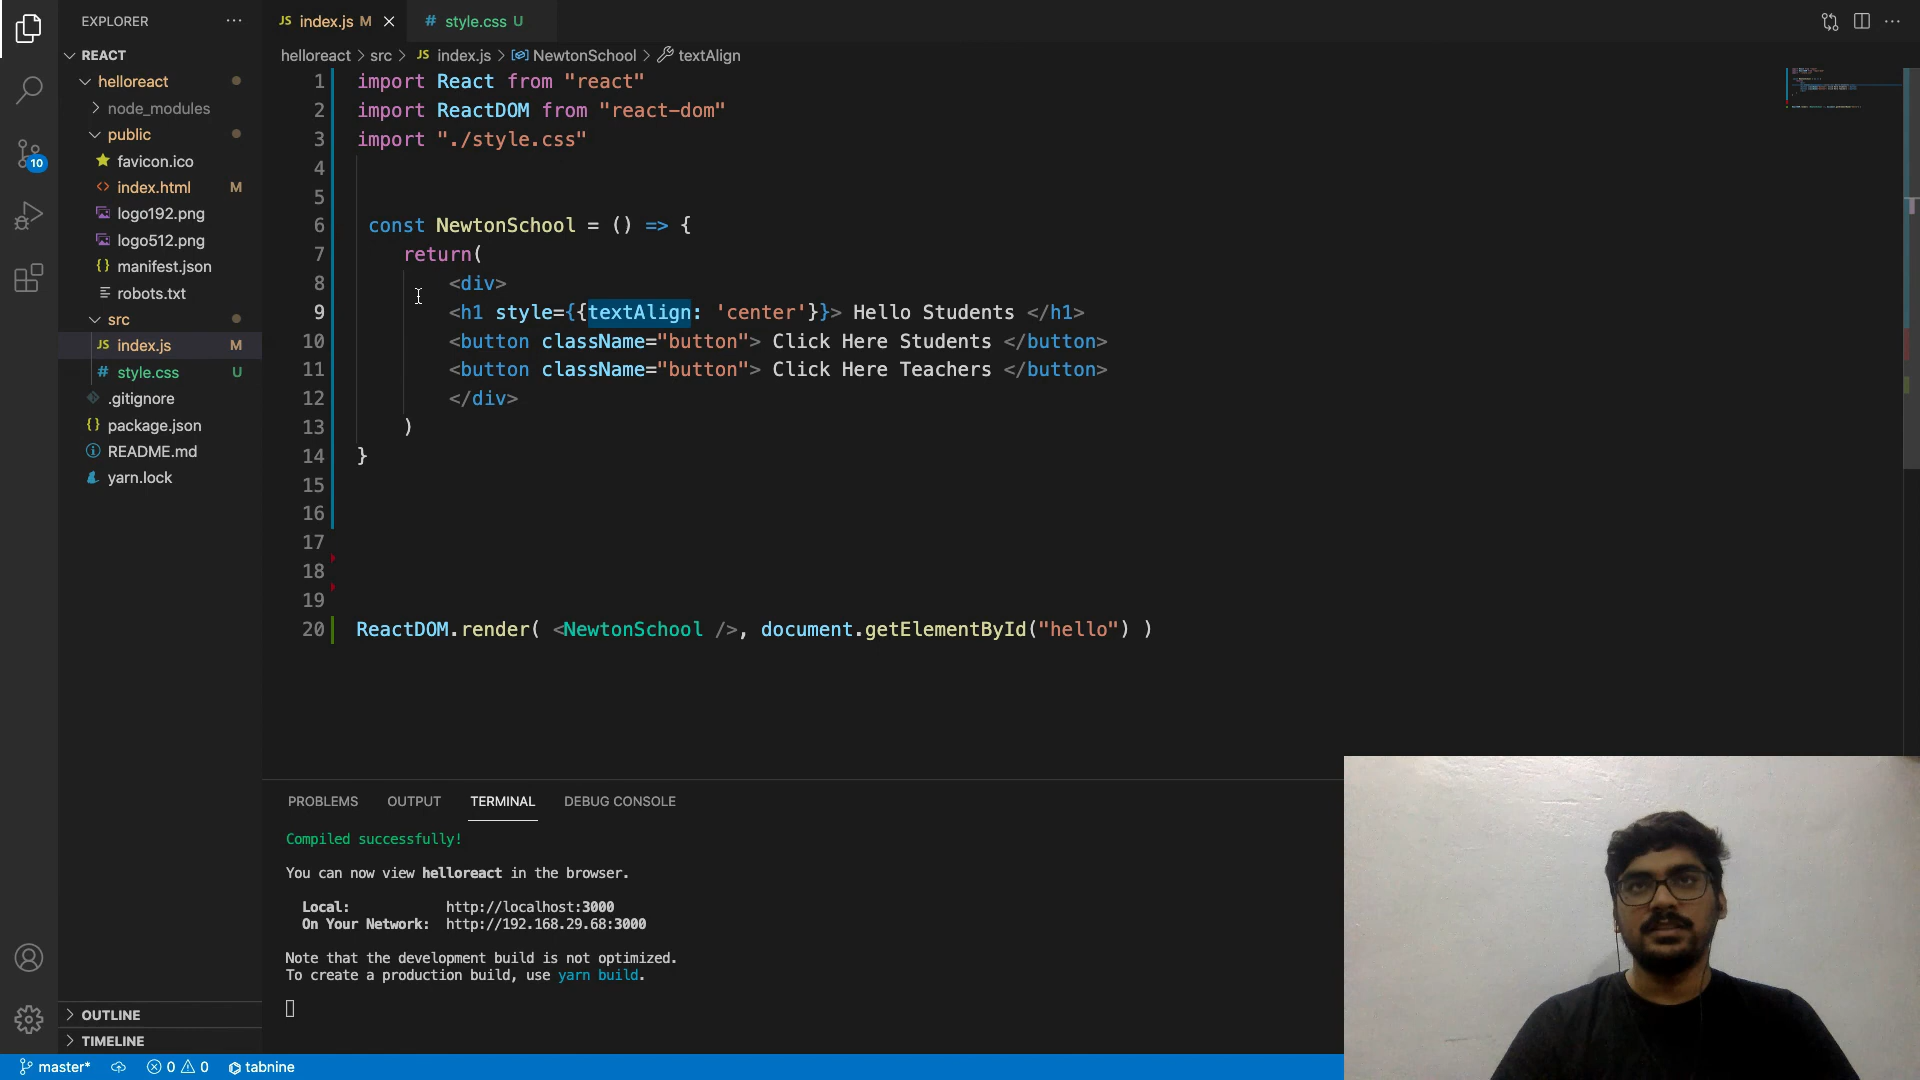 EXPLORER
REACT
helloreact
node_modules
public
favicon.ico
index.html M
logo192.png
logo512.png
manifest.json
robots.txt
src
JS index.js M
# style.css U
.gitignore
package.json
README.md
yarn.lock
OUTLINE
TIMELINE
10
JS index.js M
# style.css U
helloreact > src > JS index.js > NewtonSchool > textAlign
1 import React from "react"
2 import ReactDOM from "react-dom"
3 import "./style.css"
4
5
6 const NewtonSchool = () => {
7 return(
8 <div>
9 <h1 style={{textAlign: 'center'}}> Hello Students </h1>
10 <button className="button"> Click Here Students </button>
11 <button className="button"> Click Here Teachers </button>
12 </div>
13 )
14 }
15
16
17
18
19
20 ReactDOM.render( <NewtonSchool />, document.getElementById("hello") )
PROBLEMS OUTPUT TERMINAL DEBUG CONSOLE
Compiled successfully!
You can now view helloreact in the browser.
Local: http://localhost:3000
On Your Network: http://192.168.29.68:3000
Note that the development build is not optimized.
To create a production build, use yarn build.
master* 0 0 tabnine